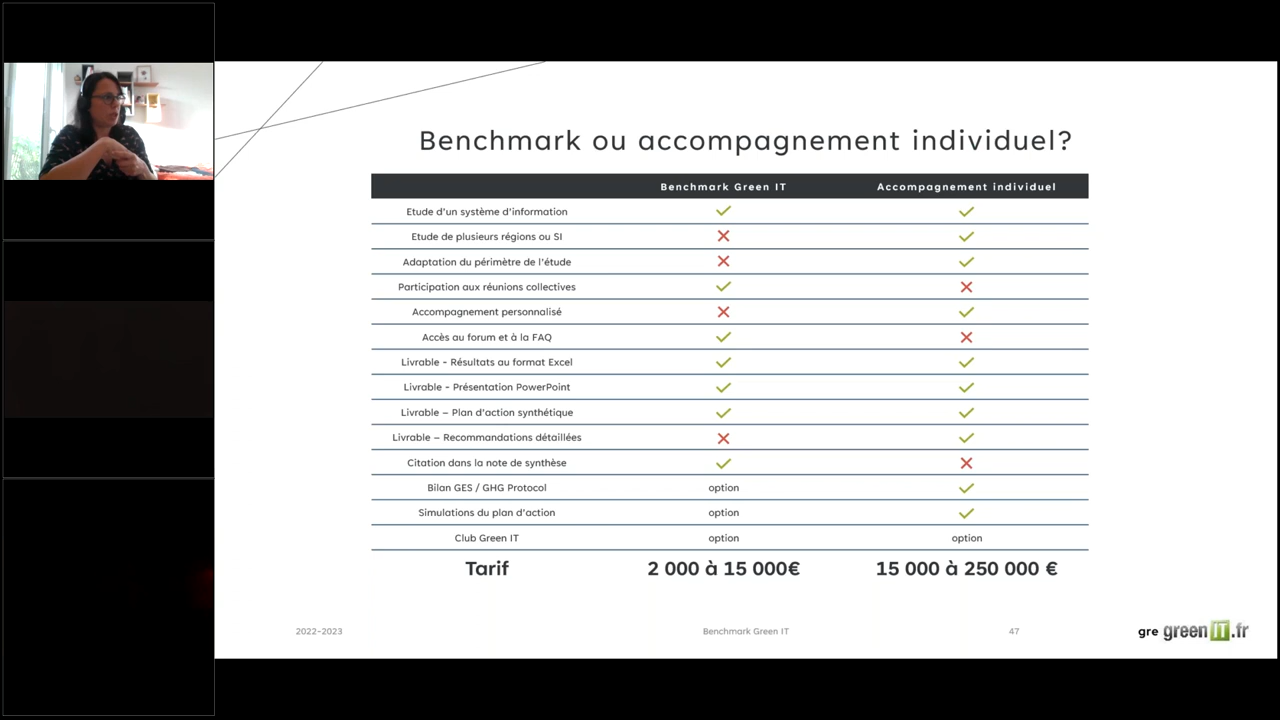 Benchmark ou accompagnement individuel?
Benchmark Green IT Accompagnement individuel
Etude d'un système d'information
Etude de plusieurs régions ou SI
Adaptation du périmètre de l'étude
Participation aux réunions collectives
Accompagnement personnalisé
Accès au forum et à la FAQ
Livrable - Résultats au format Excel
Livrable - Présentation PowerPoint
Livrable – Plan d'action synthétique
Livrable – Recommandations détaillées
Citation dans la note de synthèse
Bilan GES / GHG Protocol option
Simulations du plan d'action option
Club Green IT option option
Tarif 2 000 à 15 000€ 15 000 à 250 000 €
2022-2023 Benchmark Green IT 47 gre greenIT.fr